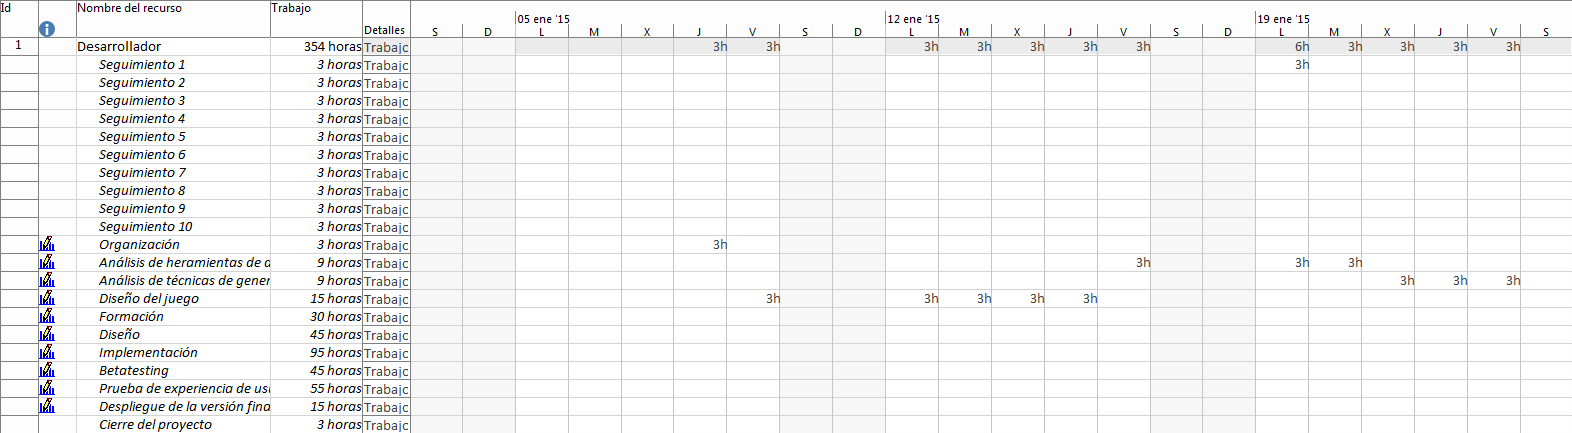 Id Nombre del recurso Trabajo Detalles 05 ene '15 12 ene '15 19 ene '15
S D L M X J V S D L M X J V S D L M X J V S
1 Desarrollador 354 horas Trabajc 3h 3h 3h 3h 3h 3h 3h 6h 3h 3h 3h 3h
Seguimiento 1 3 horas Trabajc 3h
Seguimiento 2 3 horas Trabajc
Seguimiento 3 3 horas Trabajc
Seguimiento 4 3 horas Trabajc
Seguimiento 5 3 horas Trabajc
Seguimiento 6 3 horas Trabajc
Seguimiento 7 3 horas Trabajc
Seguimiento 8 3 horas Trabajc
Seguimiento 9 3 horas Trabajc
Seguimiento 10 3 horas Trabajc
Organización 3 horas Trabajc 3h
Análisis de heramientas de d 9 horas Trabajc 3h 3h 3h
Análisis de técnicas de gener 9 horas Trabajc 3h 3h 3h
Diseño del juego 15 horas Trabajc 3h 3h 3h 3h 3h
Formación 30 horas Trabajc
Diseño 45 horas Trabajc
Implementación 95 horas Trabajc
Betatesting 45 horas Trabajc
Prueba de experiencia de usu 55 horas Trabajc
Despliegue de la versión fina 15 horas Trabajc
Cierre del proyecto 3 horas Trabajc